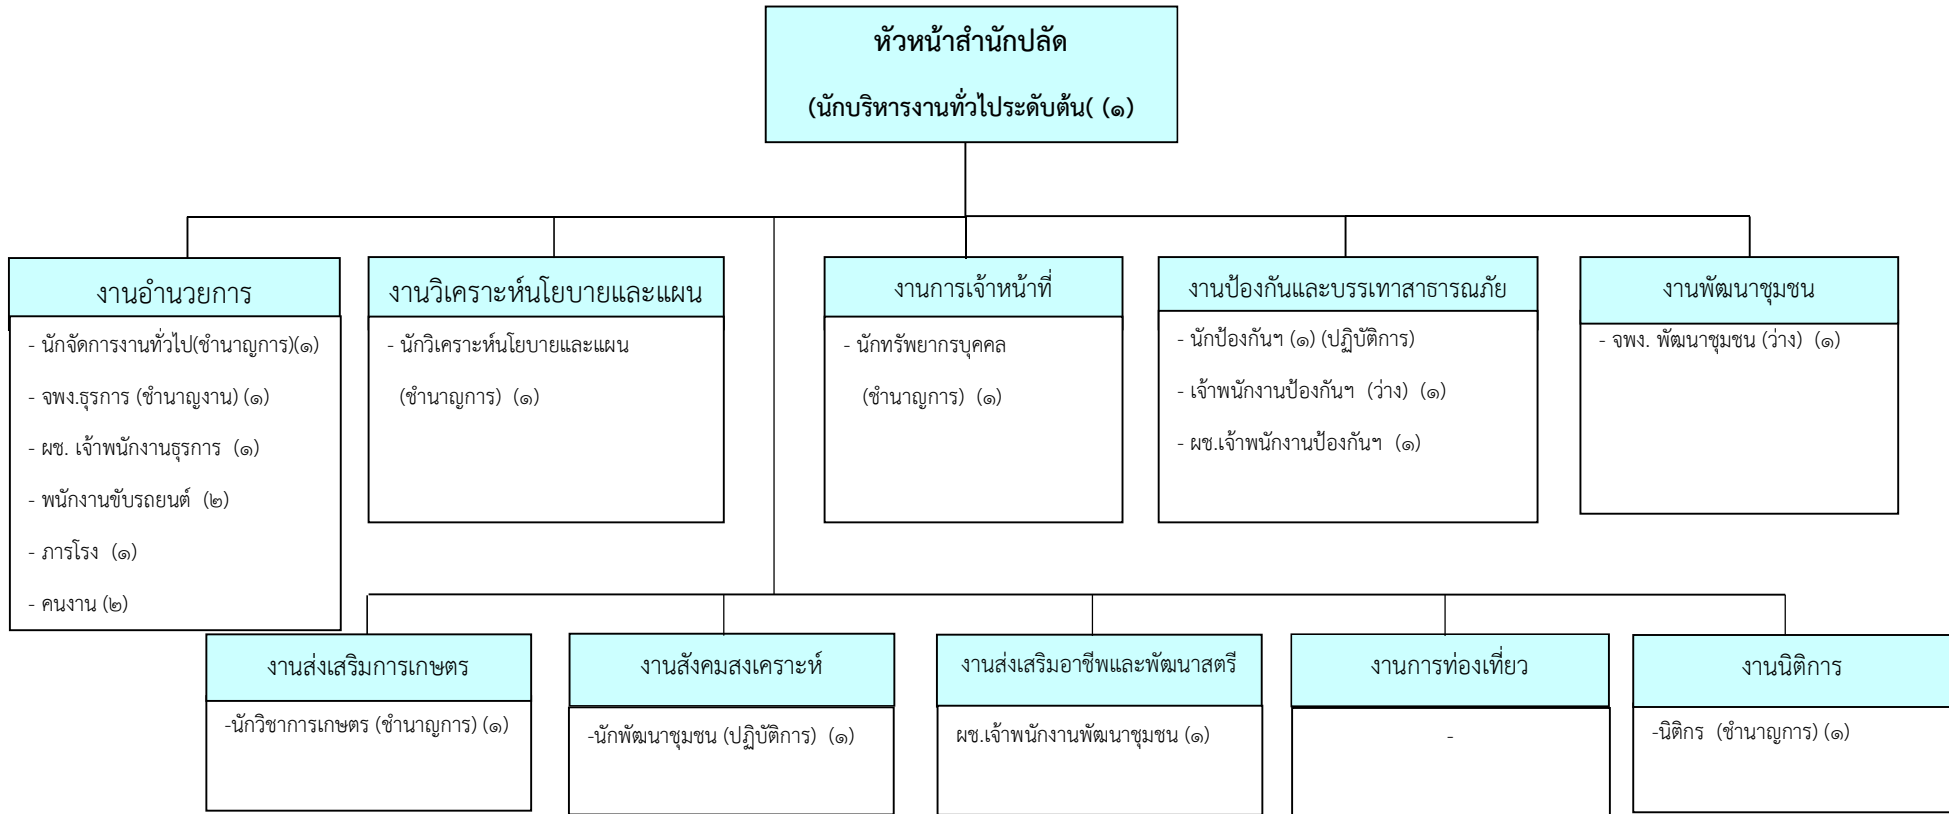 หัวหน้าสำนักปลัด
(นักบริหารงานทั่วไประดับต้น( (๑)
งานอำนวยการ
- นักจัดการงานทั่วไป(ชำนาญการ)(๑)
- จพง.ธุรการ (ชำนาญงาน) (๑)
- ผช. เจ้าพนักงานธุรการ (๑)
- พนักงานขับรถยนต์ (๒)
- ภารโรง (๑)
- คนงาน (๒)
งานวิเคราะห์นโยบายและแผน
- นักวิเคราะห์นโยบายและแผน
(ชำนาญการ) (๑)
งานการเจ้าหน้าที่
- นักทรัพยากรบุคคล
(ชำนาญการ) (๑)
งานป้องกันและบรรเทาสาธารณภัย
- นักป้องกันฯ (๑) (ปฏิบัติการ)
- เจ้าพนักงานป้องกันฯ (ว่าง) (๑)
- ผช.เจ้าพนักงานป้องกันฯ (๑)
งานพัฒนาชุมชน
- จพง. พัฒนาชุมชน (ว่าง) (๑)
งานส่งเสริมการเกษตร
-นักวิชาการเกษตร (ชำนาญการ) (๑)
งานสังคมสงเคราะห์
-นักพัฒนาชุมชน (ปฏิบัติการ) (๑)
งานส่งเสริมอาชีพและพัฒนาสตรี
ผช.เจ้าพนักงานพัฒนาชุมชน (๑)
งานการท่องเที่ยว
-
งานนิติการ
-นิติกร (ชำนาญการ) (๑)